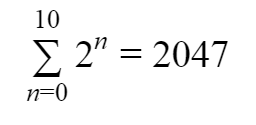 10
∑ 2ⁿ = 2047
n=0